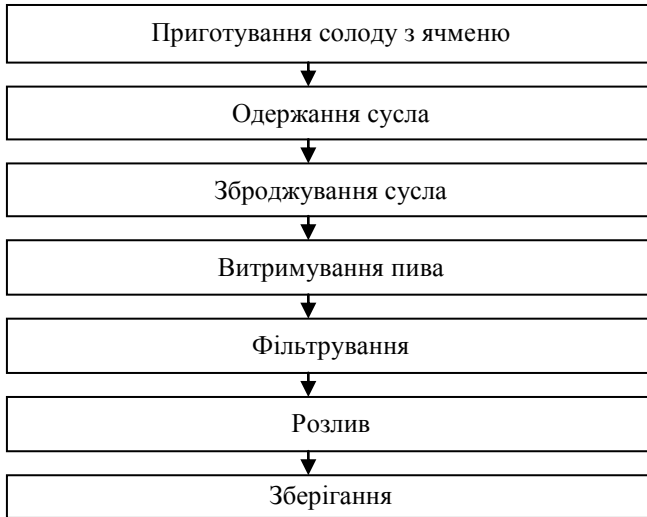 Приготування солоду з ячменю
Одержання сусла
Зброджування сусла
Витримування пива
Фільтрування
Розлив
Зберігання